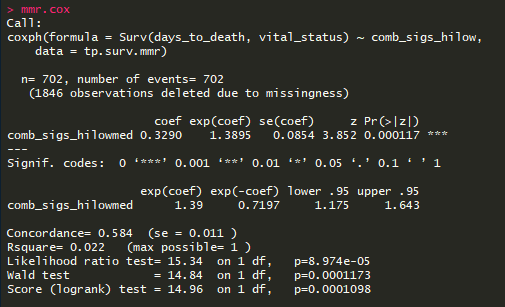 > mmr.cox
Call:
coxph(formula = Surv(days_to_death, vital_status) ~ comb_sigs_hilow,
    data = tp.surv.mmr)

  n= 702, number of events= 702
   (1846 observations deleted due to missingness)

                     coef exp(coef) se(coef)     z Pr(>|z|)
comb_sigs_hilowmed 0.3290    1.3895   0.0854 3.852 0.000117 ***
---
Signif. codes:  0 ‘***’ 0.001 ‘**’ 0.01 ‘*’ 0.05 ‘.’ 0.1 ‘ ’ 1

                   exp(coef) exp(-coef) lower .95 upper .95
comb_sigs_hilowmed      1.39     0.7197     1.175     1.643

Concordance= 0.584  (se = 0.011 )
Rsquare= 0.022   (max possible= 1 )
Likelihood ratio test= 15.34  on 1 df,   p=8.974e-05
Wald test            = 14.84  on 1 df,   p=0.0001173
Score (logrank) test = 14.96  on 1 df,   p=0.0001098